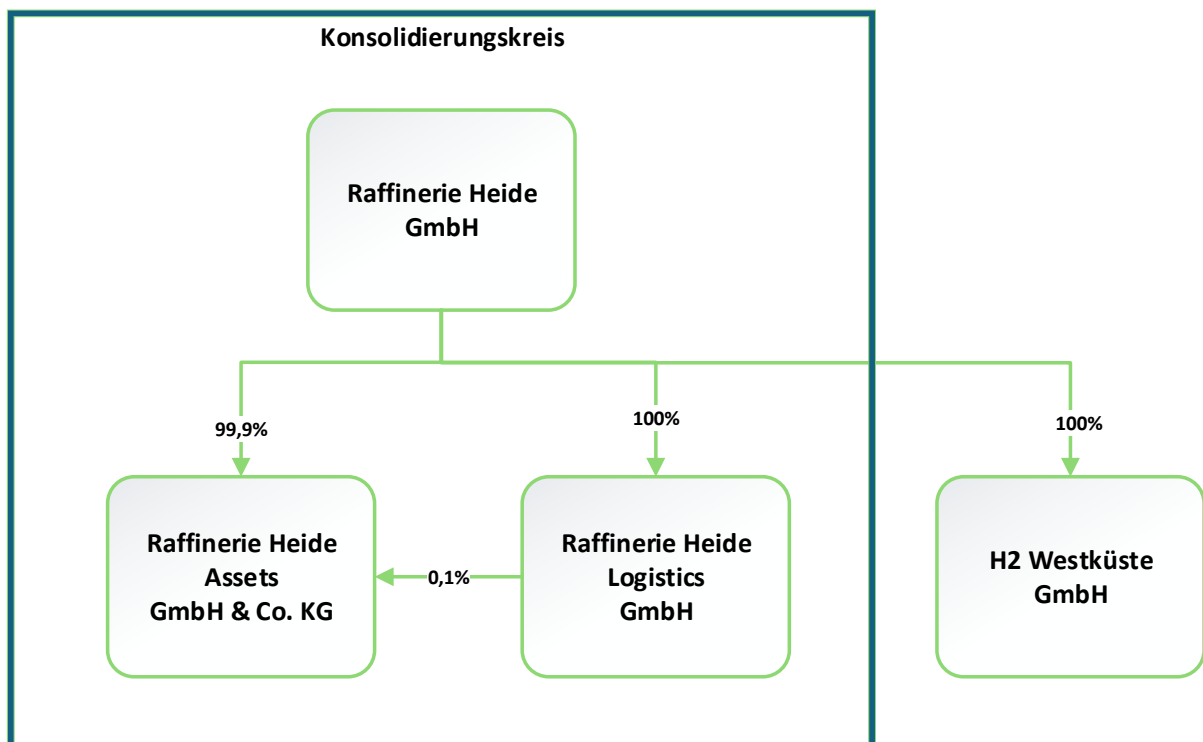 Konsolidierungskreis
Raffinerie Heide
GmbH
99,9%
100%
100%
Raffinerie Heide
Assets
GmbH & Co. KG
0,1%
Raffinerie Heide
Logistics
GmbH
H2 Westküste
GmbH